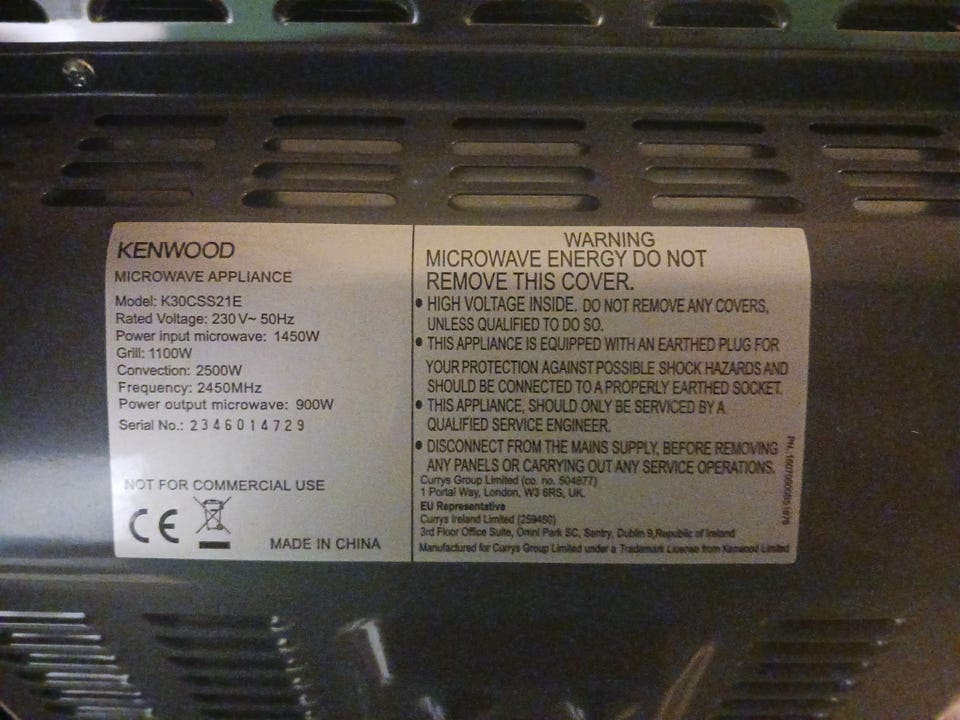 KENWOOD
MICROWAVE APPLIANCE
Model: K30CSS21E
Rated Voltage: 230 V~ 50Hz
Power input microwave: 1450W
Grill: 1100W
Convection: 2500W
Frequency: 2450MHz
Power output microwave: 900W
Serial No.: 2346014729
NOT FOR COMMERCIAL USE
CE
MADE IN CHINA
WARNING
MICROWAVE ENERGY DO NOT
REMOVE THIS COVER.
• HIGH VOLTAGE INSIDE. DO NOT REMOVE ANY COVERS,
UNLESS QUALIFIED TO DO SO.
• THIS APPLIANCE IS EQUIPPED WITH AN EARTHED PLUG FOR
YOUR PROTECTION AGAINST POSSIBLE SHOCK HAZARDS AND
SHOULD BE CONNECTED TO A PROPERLY EARTHED SOCKET.
• THIS APPLIANCE, SHOULD ONLY BE SERVICED BY A
QUALIFIED SERVICE ENGINEER.
• DISCONNECT FROM THE MAINS SUPPLY, BEFORE REMOVING
ANY PANELS OR CARRYING OUT ANY SERVICE OPERATIONS.
Currys Group Limited (co. no. 504877)
1 Portal Way, London, W3 6RS, UK.
EU Representative
Currys Ireland Limited (259460)
3rd Floor Office Suite, Omni Park SC, Santry, Dublin 9, Republic of Ireland
Manufactured for Currys Group Limited under a Trademark License from Kenwood Limited